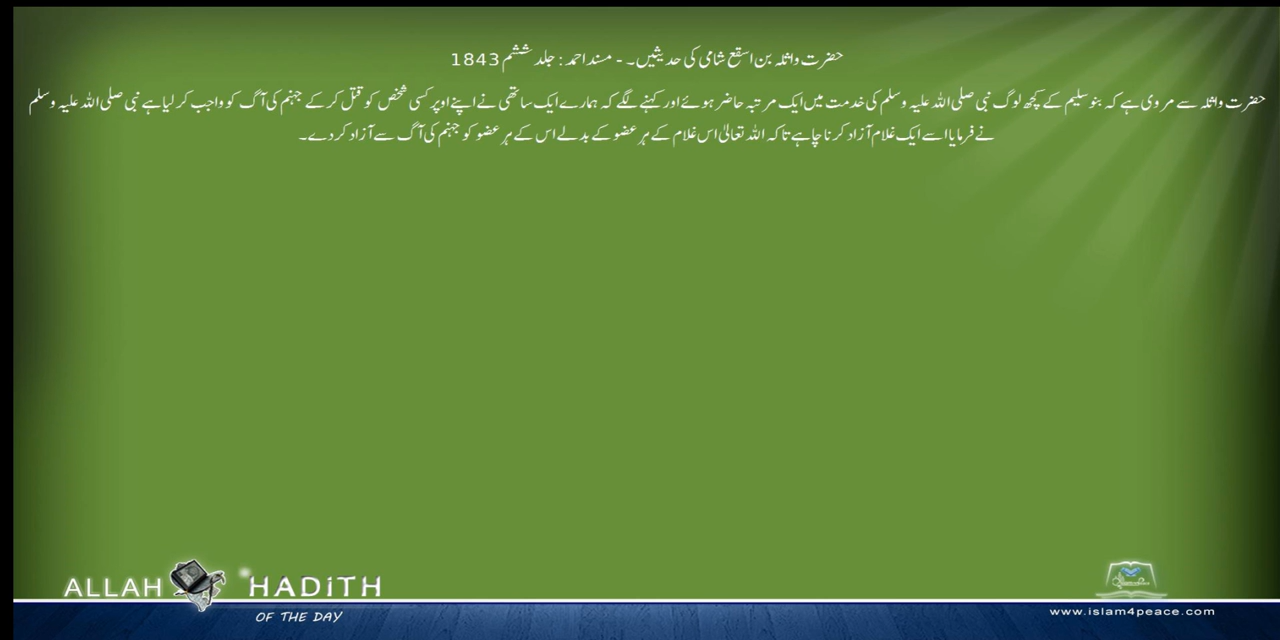 حضرت واثلہ بن اسقع شامی کی حدیثیں۔ - مسند احمد : جلد ششم 1843
حضرت واثلہ سے مروی ہے کہ بنو سلیم کے کچھ لوگ نبی صلی اللہ علیہ وسلم کی خدمت میں ایک مرتبہ حاضر ہوئے اور کہنے لگے کہ ہمارے ایک ساتھی نے اپنے اوپر کسی شخص کو قتل کر کے جہنم کی آگ کو واجب کر لیا ہے نبی صلی اللہ علیہ وسلم
نے فرمایا اسے ایک غلام آزاد کرنا چاہے تاکہ اللہ تعالیٰ اس غلام کے ہر عضو کے بدلے اس کے ہر عضو کو جہنم کی آگ سے آزاد کر دے۔
ALLAH HADITH
OF THE DAY
www.islam4peace.com